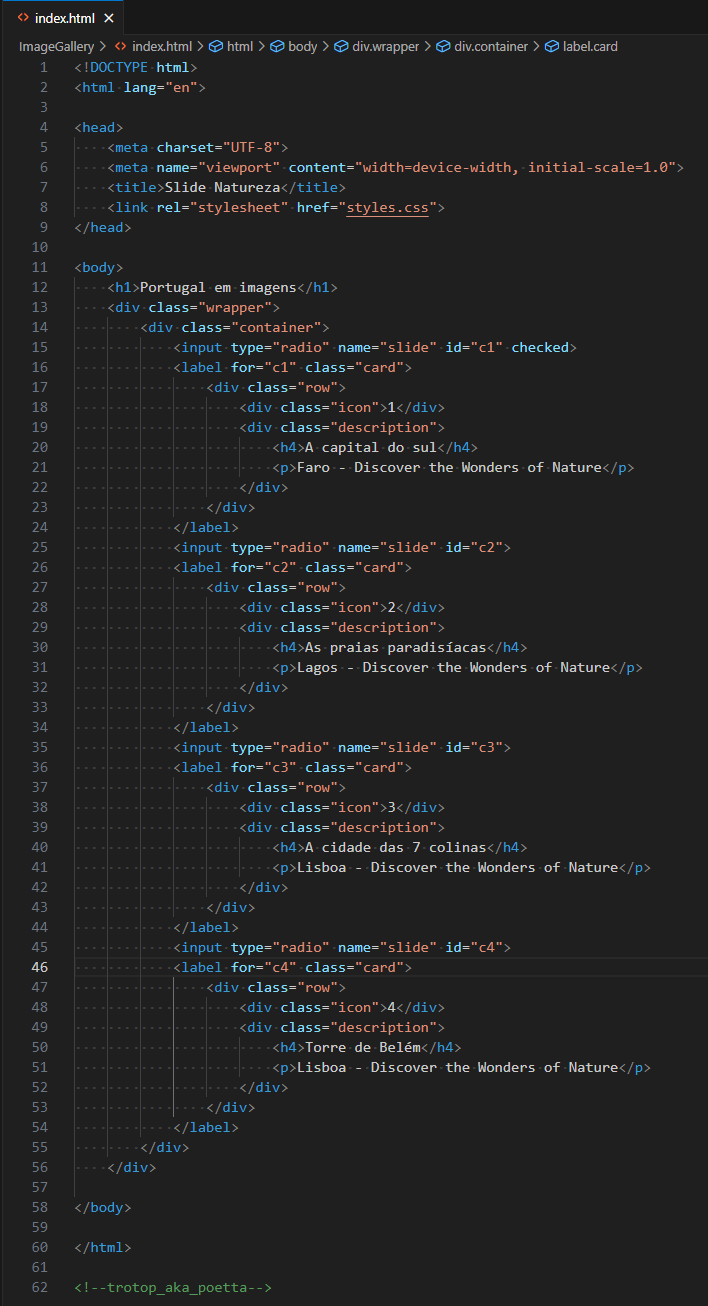 index.html
ImageGallery > index.html > html > body > div.wrapper > div.container > label.card
1 <!DOCTYPE html>
2 <html lang="en">
3
4 <head>
5     <meta charset="UTF-8">
6     <meta name="viewport" content="width=device-width, initial-scale=1.0">
7     <title>Slide Natureza</title>
8     <link rel="stylesheet" href="styles.css">
9 </head>
10
11 <body>
12     <h1>Portugal em imagens</h1>
13     <div class="wrapper">
14         <div class="container">
15             <input type="radio" name="slide" id="c1" checked>
16             <label for="c1" class="card">
17                 <div class="row">
18                     <div class="icon">1</div>
19                     <div class="description">
20                         <h4>A capital do sul</h4>
21                         <p>Faro - Discover the Wonders of Nature</p>
22                     </div>
23                 </div>
24             </label>
25             <input type="radio" name="slide" id="c2">
26             <label for="c2" class="card">
27                 <div class="row">
28                     <div class="icon">2</div>
29                     <div class="description">
30                         <h4>As praias paradisíacas</h4>
31                         <p>Lagos - Discover the Wonders of Nature</p>
32                     </div>
33                 </div>
34             </label>
35             <input type="radio" name="slide" id="c3">
36             <label for="c3" class="card">
37                 <div class="row">
38                     <div class="icon">3</div>
39                     <div class="description">
40                         <h4>A cidade das 7 colinas</h4>
41                         <p>Lisboa - Discover the Wonders of Nature</p>
42                     </div>
43                 </div>
44             </label>
45             <input type="radio" name="slide" id="c4">
46             <label for="c4" class="card">
47                 <div class="row">
48                     <div class="icon">4</div>
49                     <div class="description">
50                         <h4>Torre de Belém</h4>
51                         <p>Lisboa - Discover the Wonders of Nature</p>
52                     </div>
53                 </div>
54             </label>
55         </div>
56     </div>
57
58 </body>
59
60 </html>
61
62 <!--trotop_aka_poetta-->